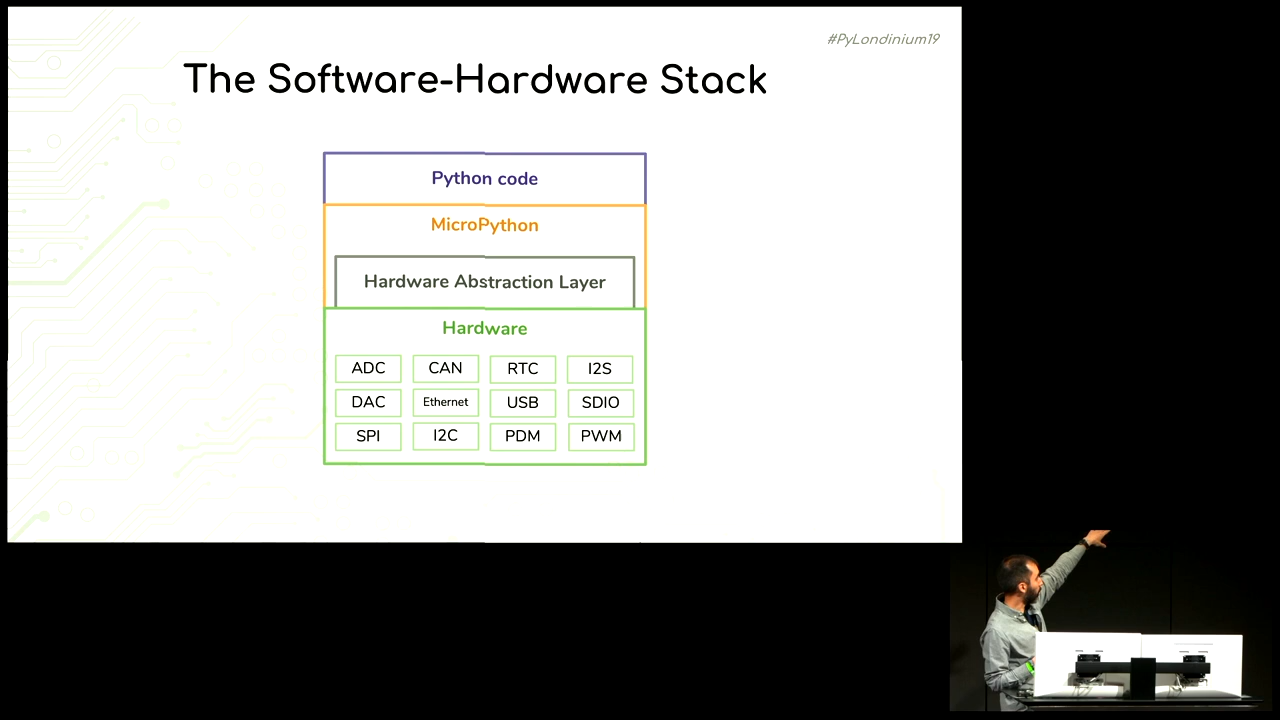 #PyLondinium19
The Software-Hardware Stack
Python code
MicroPython
Hardware Abstraction Layer
Hardware
ADC CAN RTC I2S
DAC Ethernet USB SDIO
SPI I2C PDM PWM